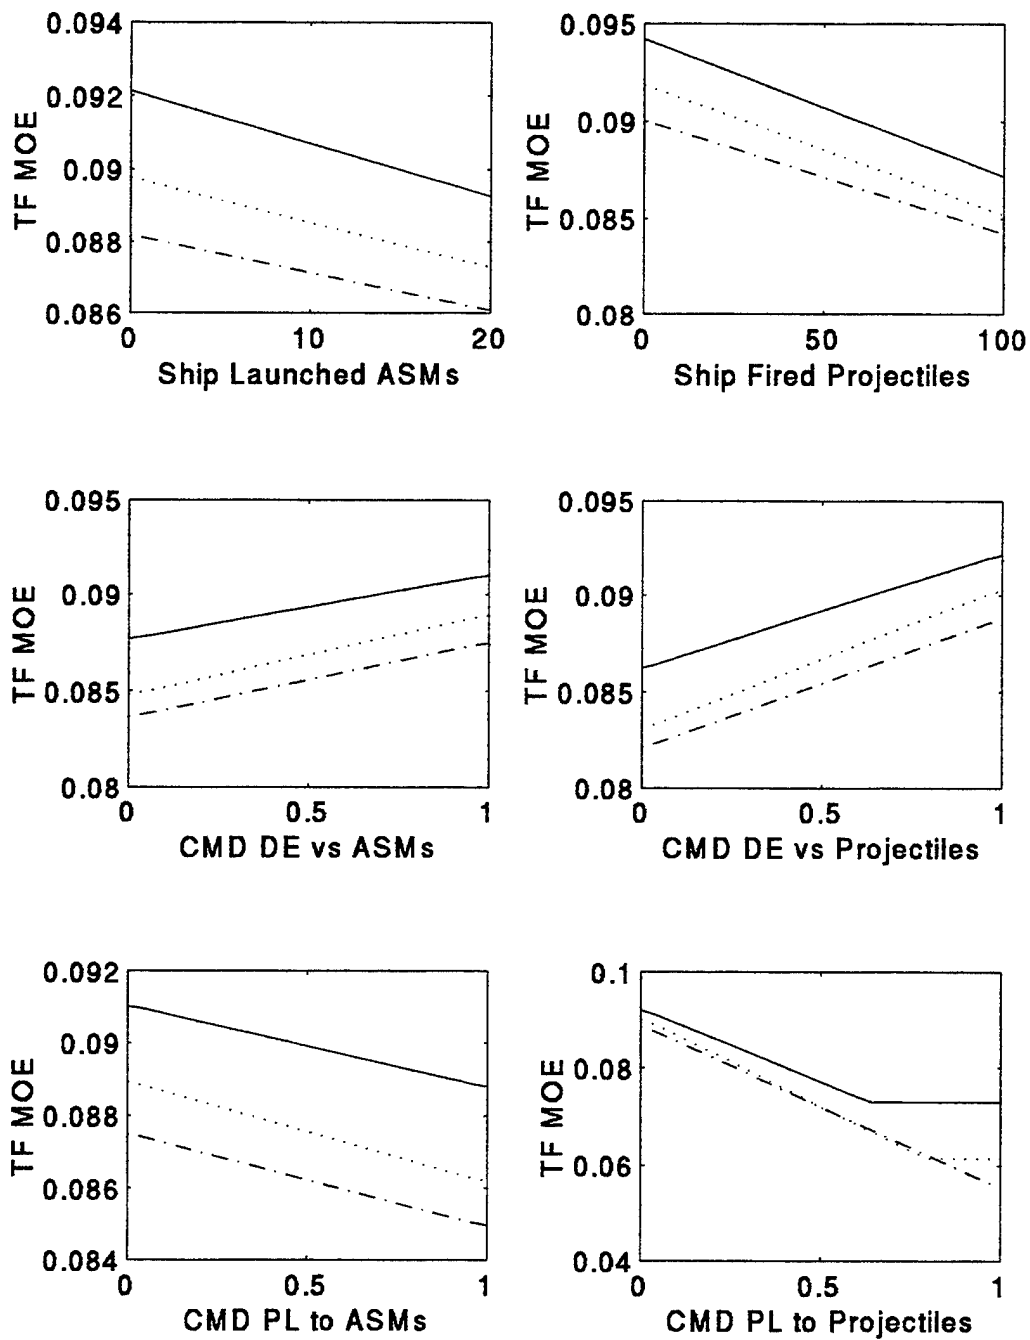 0.094
0.092
0.09
0.088
0.086
TF MOE
0 10 20
Ship Launched ASMs
0.095
0.09
0.085
0.08
TF MOE
0 50 100
Ship Fired Projectiles
0.095
0.09
0.085
0.08
TF MOE
0 0.5 1
CMD DE vs ASMs
0.095
0.09
0.085
0.08
TF MOE
0 0.5 1
CMD DE vs Projectiles
0.092
0.09
0.088
0.086
0.084
TF MOE
0 0.5 1
CMD PL to ASMs
0.1
0.08
0.06
0.04
TF MOE
0 0.5 1
CMD PL to Projectiles